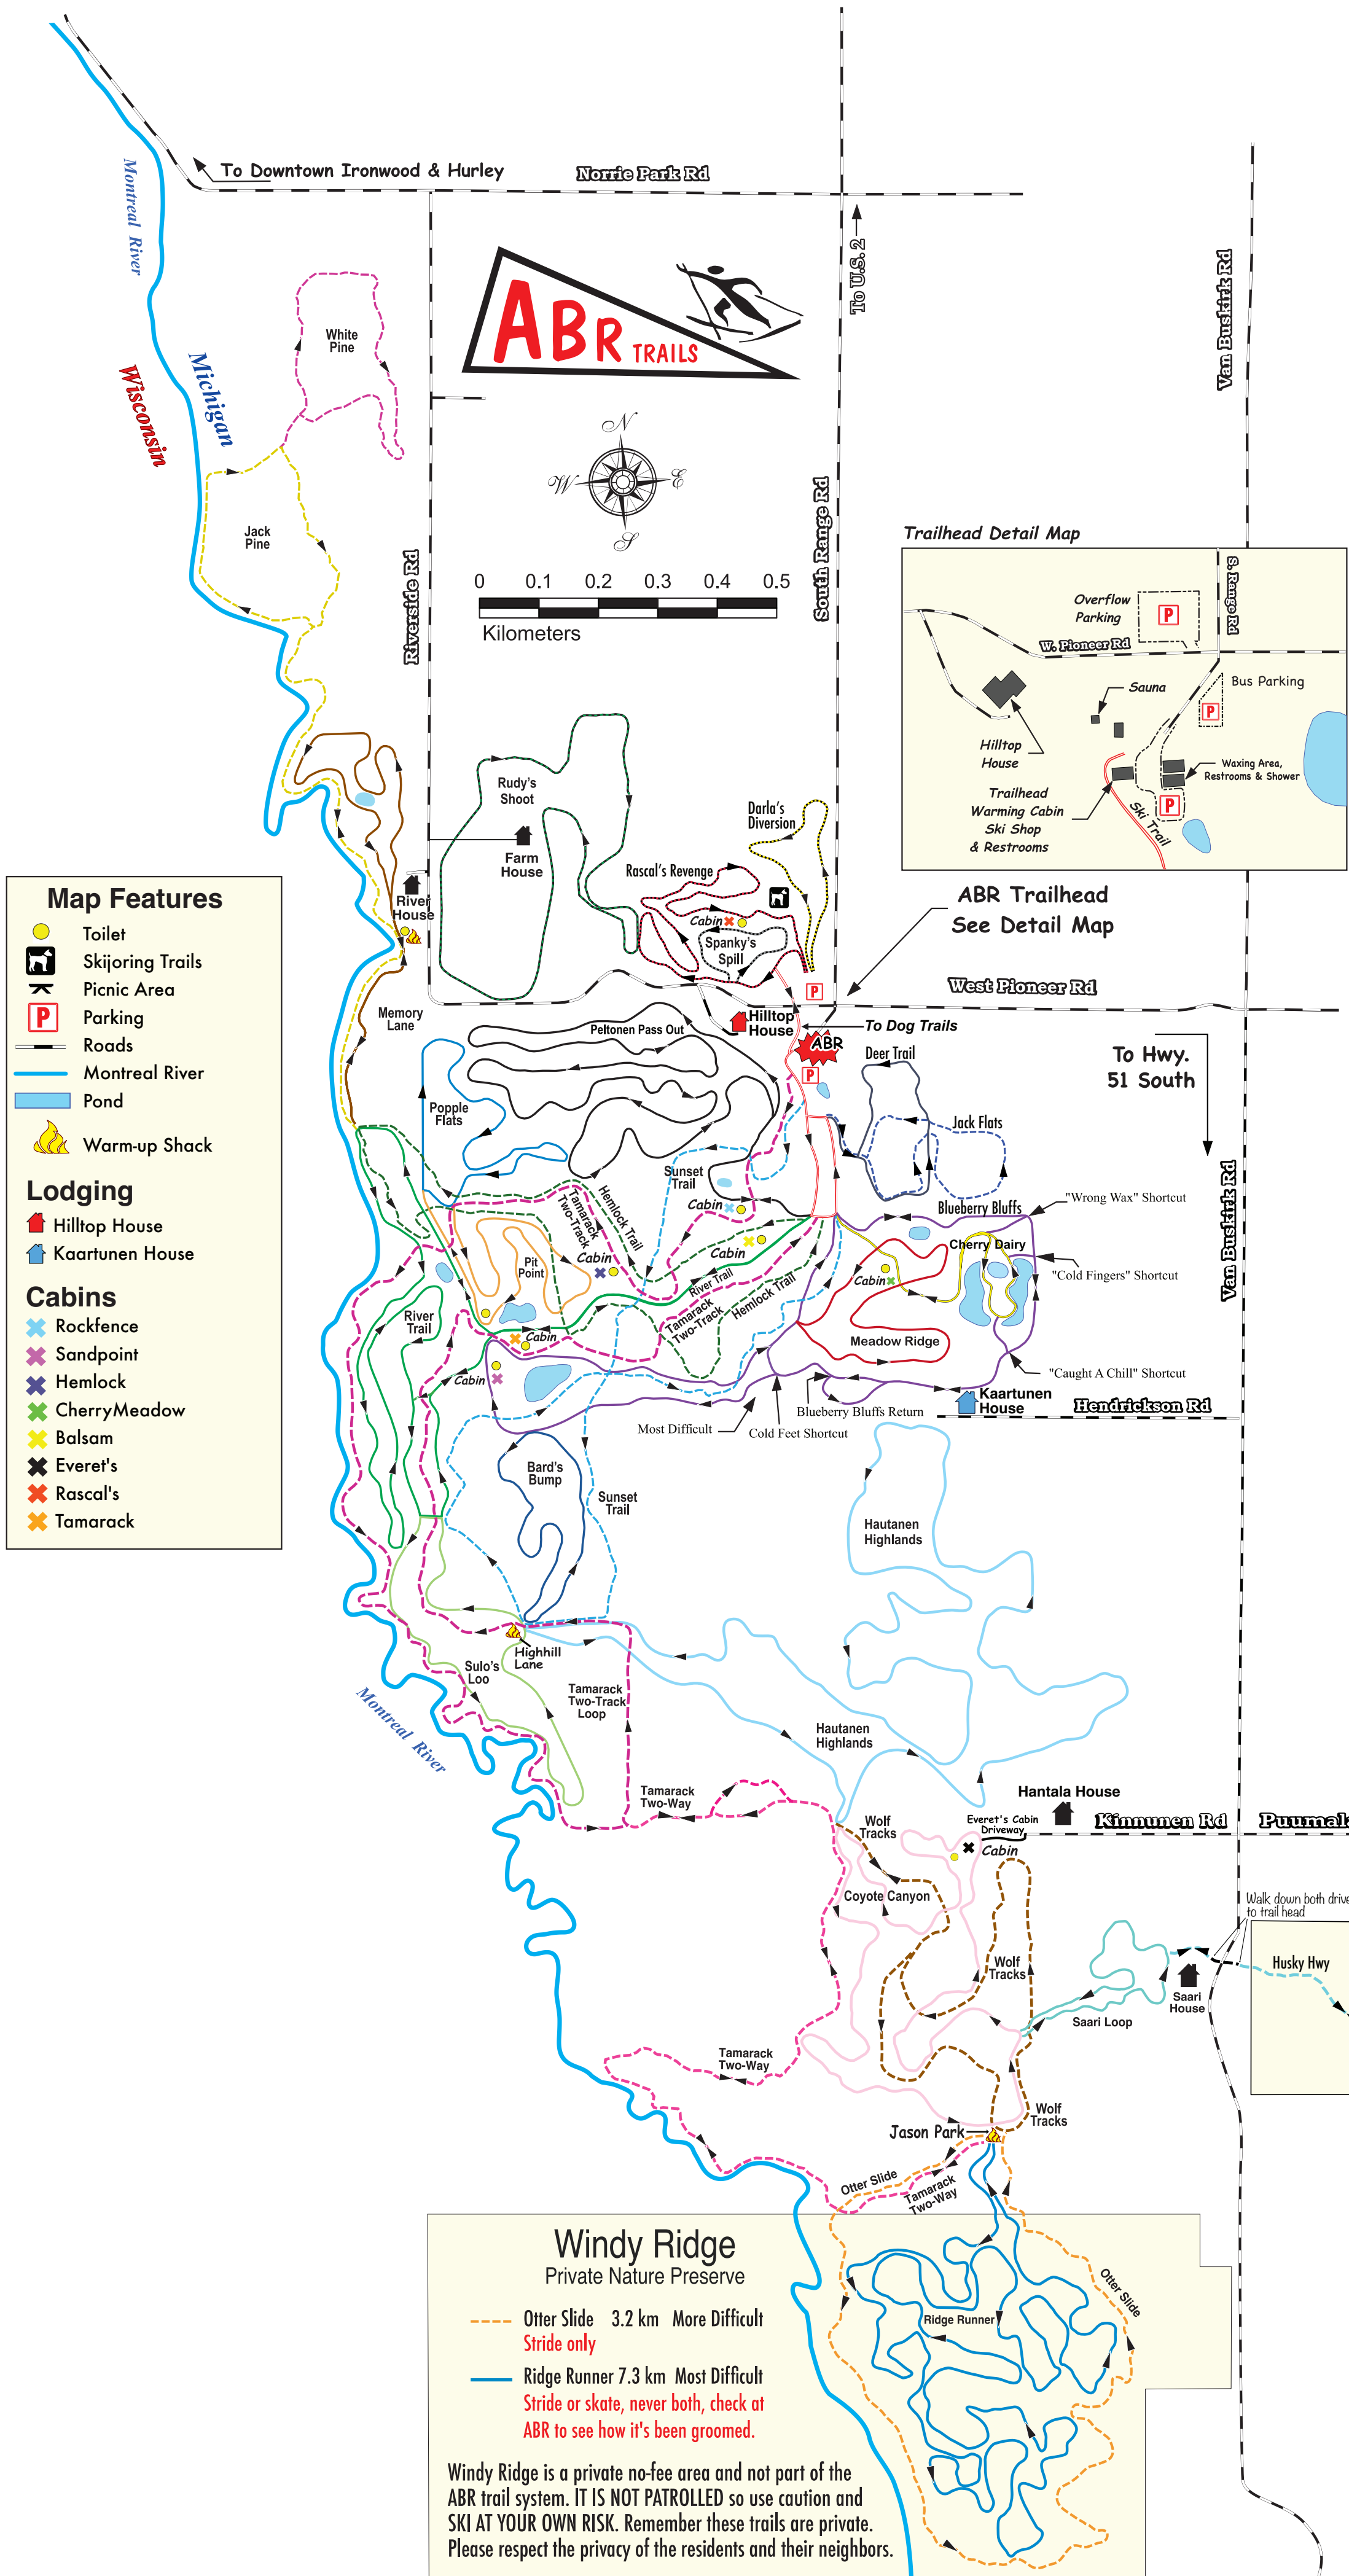 To Downtown Ironwood & Hurley
Norrie Park Rd
Montreal River
To U.S. 2
Van Buskirk Rd
White
Pine
ABR TRAILS
Michigan
Wisconsin
N
W
E
S
Jack
Pine
Riverside Rd
South Range Rd
0 0.1 0.2 0.3 0.4 0.5
Kilometers
Trailhead Detail Map
S. Range Rd
Overflow
Parking
P
W. Pioneer Rd
Sauna
Bus Parking
P
Hilltop
House
Waxing Area,
Restrooms & Shower
Trailhead
Warming Cabin
Ski Shop
& Restrooms
P
Ski Trail
Rudy's
Shoot
Farm
House
Darla's
Diversion
Rascal's Revenge
Cabin
Spanky's
Spill
River
House
ABR Trailhead
See Detail Map
West Pioneer Rd
P
Map Features
Toilet
Skijoring Trails
Picnic Area
P
Parking
Roads
Montreal River
Pond
Warm-up Shack
Lodging
Hilltop House
Kaartunen House
Cabins
Rockfence
Sandpoint
Hemlock
CherryMeadow
Balsam
Everet's
Rascal's
Tamarack
Memory
Lane
Peltonen Pass Out
Hilltop
House
To Dog Trails
ABR
P
Deer Trail
To Hwy.
51 South
Popple
Flats
Jack Flats
Sunset
Trail
Cabin
Van Buskirk Rd
"Wrong Wax" Shortcut
Blueberry Bluffs
Hemlock Trail
Tamarack
Two-Track
Cabin
Cabin
Cherry Dairy
"Cold Fingers" Shortcut
Pit
Point
Cabin
River Trail
Hemlock Trail
Tamarack
Two-Track
River
Trail
Cabin
Meadow Ridge
Cabin
"Caught A Chill" Shortcut
Kaartunen
House
Hendrickson Rd
Blueberry Bluffs Return
Most Difficult
Cold Feet Shortcut
Bard's
Bump
Sunset
Trail
Hautanen
Highlands
Highhill
Lane
Sulo's
Loo
Tamarack
Two-Track
Loop
Montreal River
Hautanen
Highlands
Tamarack
Two-Way
Hantala House
Everet's Cabin
Driveway
Kinnunen Rd
Wolf
Tracks
Cabin
Coyote Canyon
Walk down both drive
to trail head
Wolf
Tracks
Husky Hwy
Saari
House
Saari Loop
Tamarack
Two-Way
Wolf
Tracks
Jason Park
Otter Slide
Tamarack
Two-Way
Windy Ridge
Private Nature Preserve
Otter Slide 3.2 km More Difficult
Stride only
Ridge Runner 7.3 km Most Difficult
Stride or skate, never both, check at
ABR to see how it's been groomed.
Otter Slide
Ridge Runner
Windy Ridge is a private no-fee area and not part of the
ABR trail system. IT IS NOT PATROLLED so use caution and
SKI AT YOUR OWN RISK. Remember these trails are private.
Please respect the privacy of the residents and their neighbors.